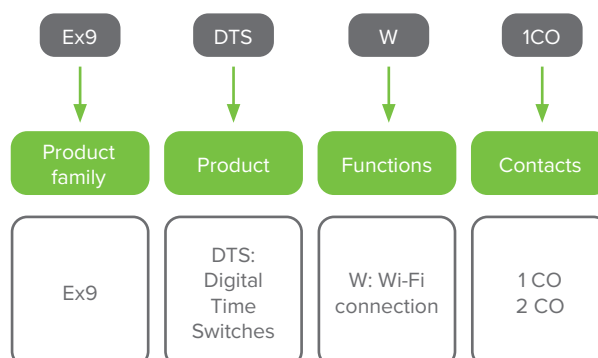 Ex9
DTS
W
1CO
Product
family
Product
Functions
Contacts
Ex9
DTS:
Digital
Time
Switches
W: Wi-Fi
connection
1 CO
2 CO